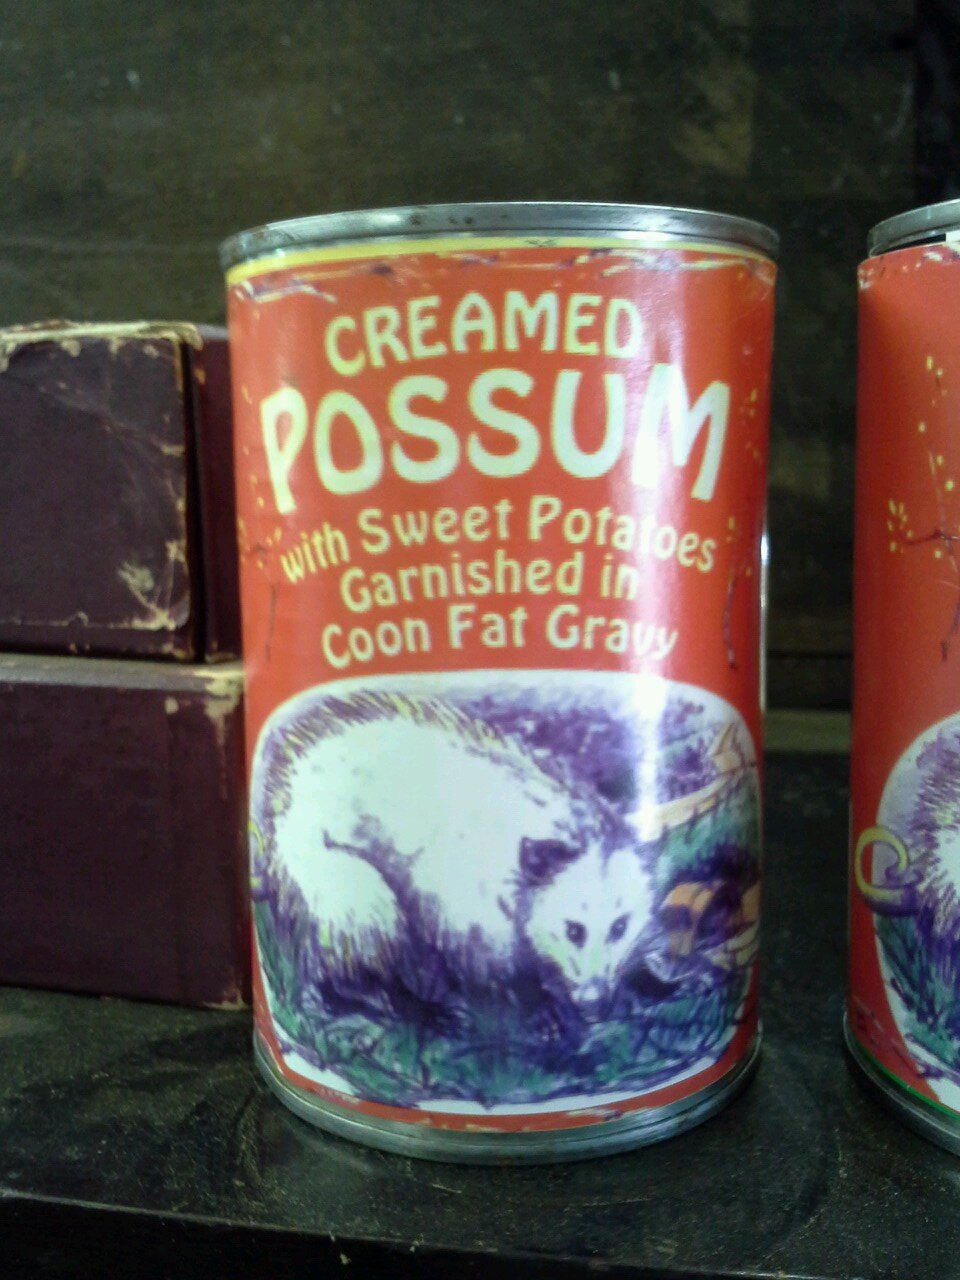 CREAMED
POSSUM
with Sweet Potatoes
Garnished in
Coon Fat Gravy